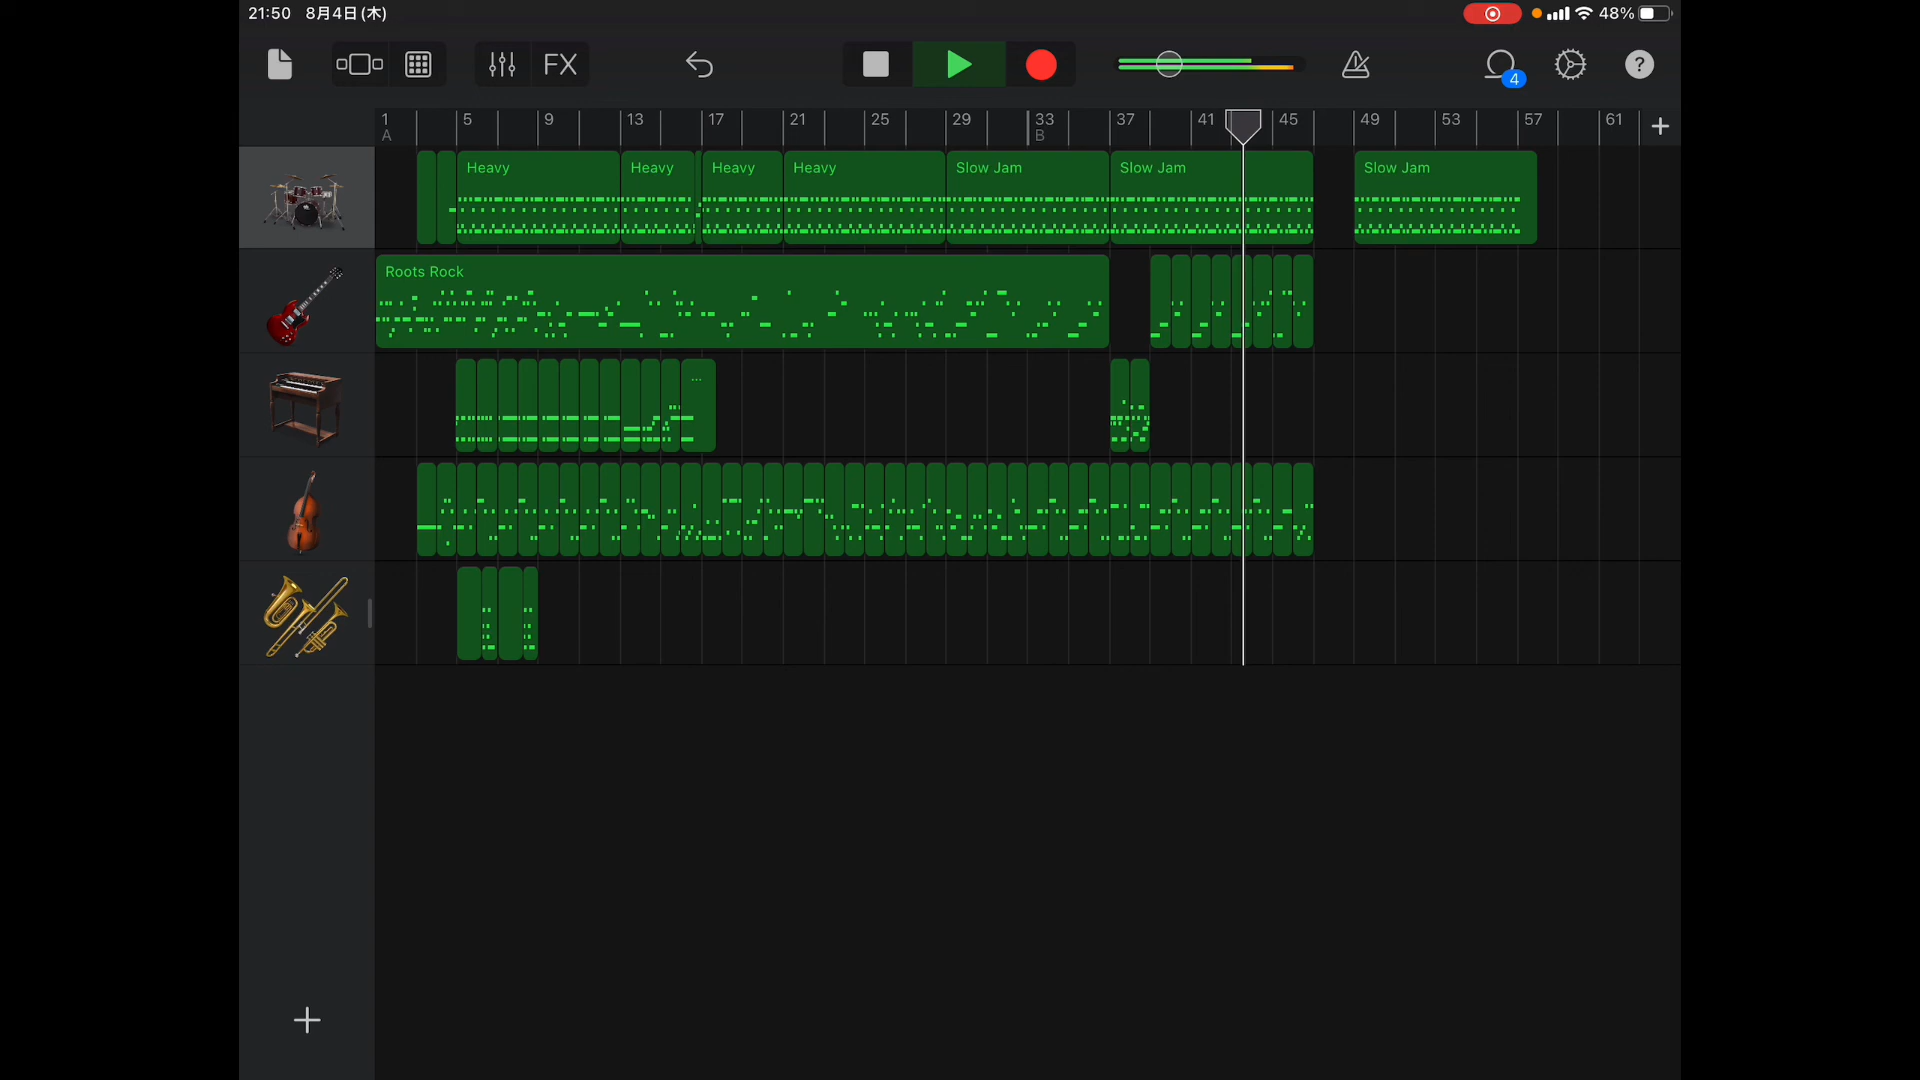 21:50 8月4日(木)
48%
FX
4
?
1 5 9 13 17 21 25 29 33 37 41 45 49 53 57 61
A B
Heavy Heavy Heavy Heavy Slow Jam Slow Jam Slow Jam
Roots Rock
...